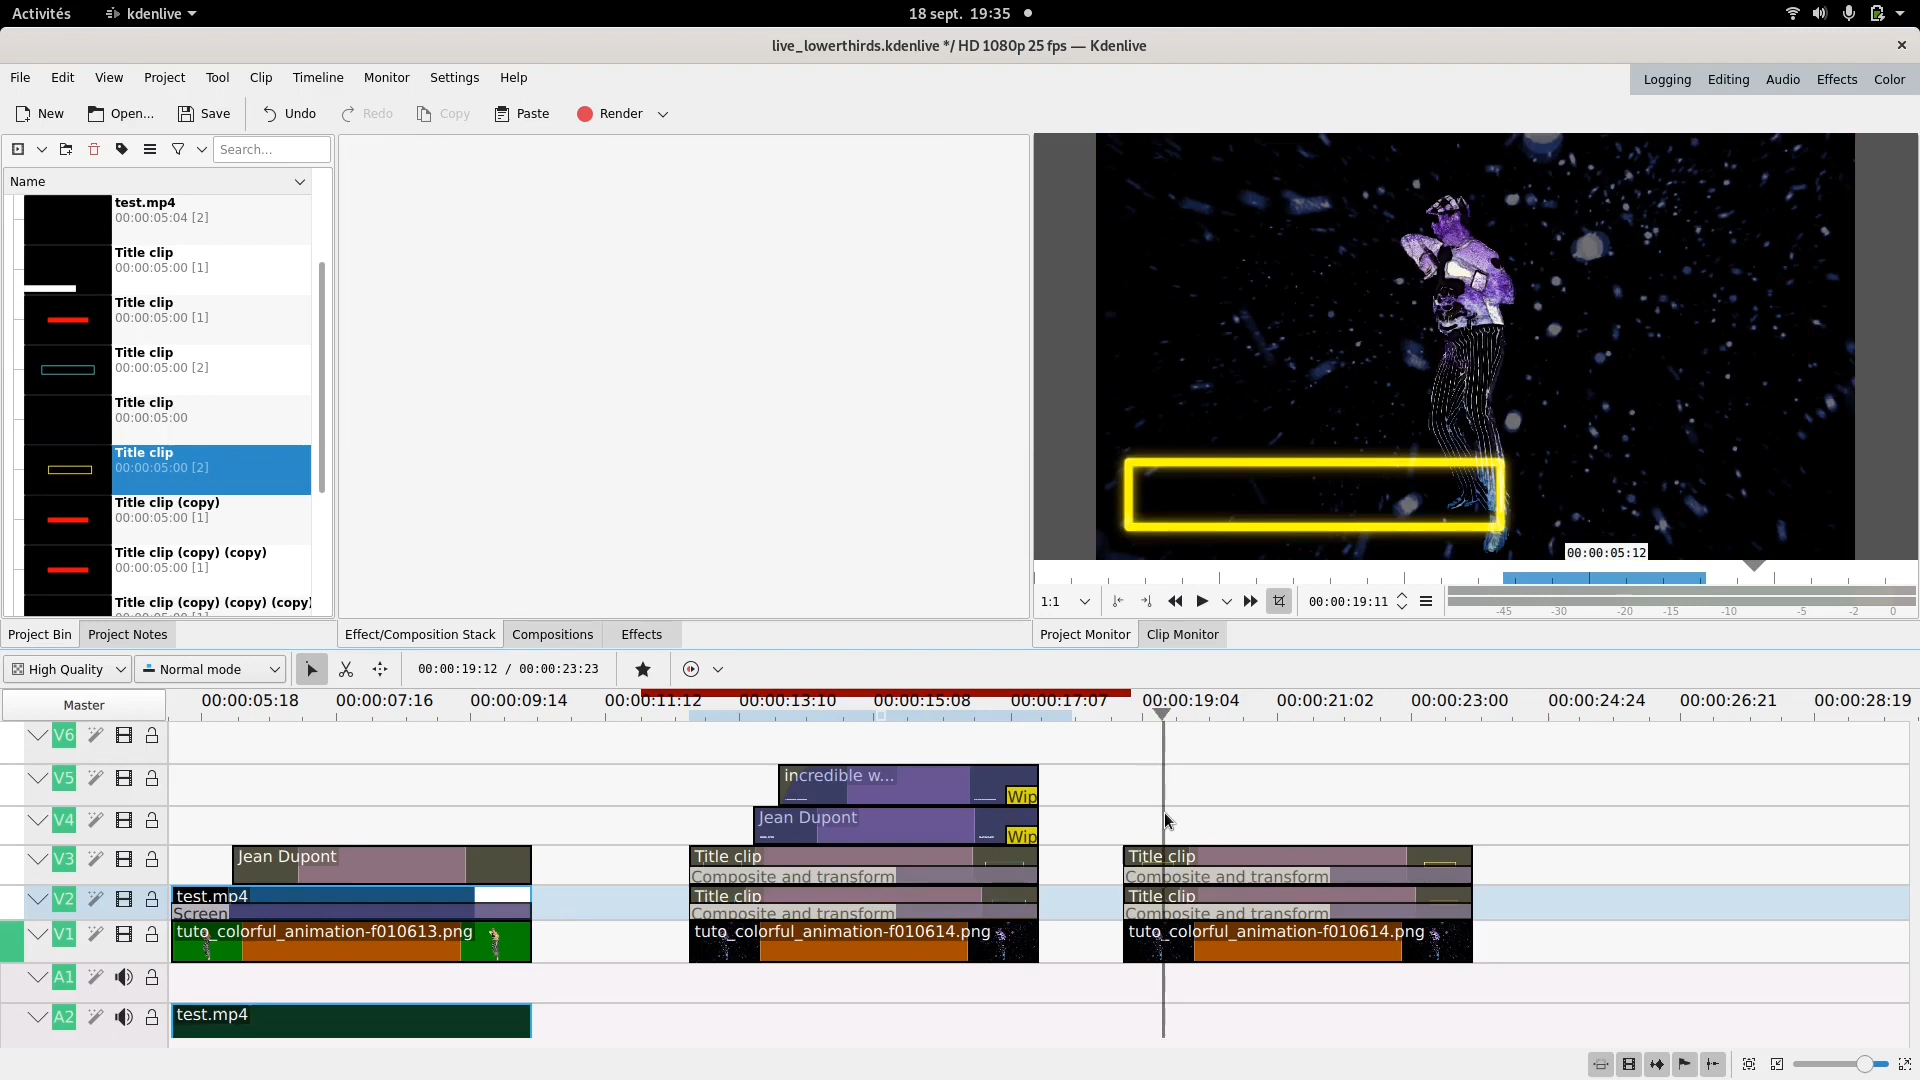 Activités
kdenlive
18 sept. 19:35
live_lowerthirds.kdenlive */ HD 1080p 25 fps — Kdenlive
File Edit View Project Tool Clip Timeline Monitor Settings Help
Logging Editing Audio Effects Color
New Open... Save Undo Redo Copy Paste Render
Search...
Name
test.mp4
00:00:05:04 [2]
Title clip
00:00:05:00 [1]
Title clip
00:00:05:00 [1]
Title clip
00:00:05:00 [2]
Title clip
00:00:05:00
Title clip
00:00:05:00 [2]
Title clip (copy)
00:00:05:00 [1]
Title clip (copy) (copy)
00:00:05:00 [1]
Title clip (copy) (copy) (copy)
00:00:05:12
1:1
00:00:19:11
-45 -30 -20 -15 -10 -5 -2 0
Project Bin Project Notes
Effect/Composition Stack Compositions Effects
Project Monitor Clip Monitor
High Quality Normal mode 00:00:19:12 / 00:00:23:23
Master
00:00:05:18 00:00:07:16 00:00:09:14 00:00:11:12 00:00:13:10 00:00:15:08 00:00:17:07 00:00:19:04 00:00:21:02 00:00:23:00 00:00:24:24 00:00:26:21 00:00:28:19
V6
V5 incredible w...
Wip
V4 Jean Dupont
Wip
V3 Jean Dupont Title clip Title clip
Composite and transform Composite and transform
V2 test.mp4 Title clip Title clip
Screen Composite and transform Composite and transform
V1 tuto_colorful_animation-f010613.png tuto_colorful_animation-f010614.png tuto_colorful_animation-f010614.png
A1
A2 test.mp4